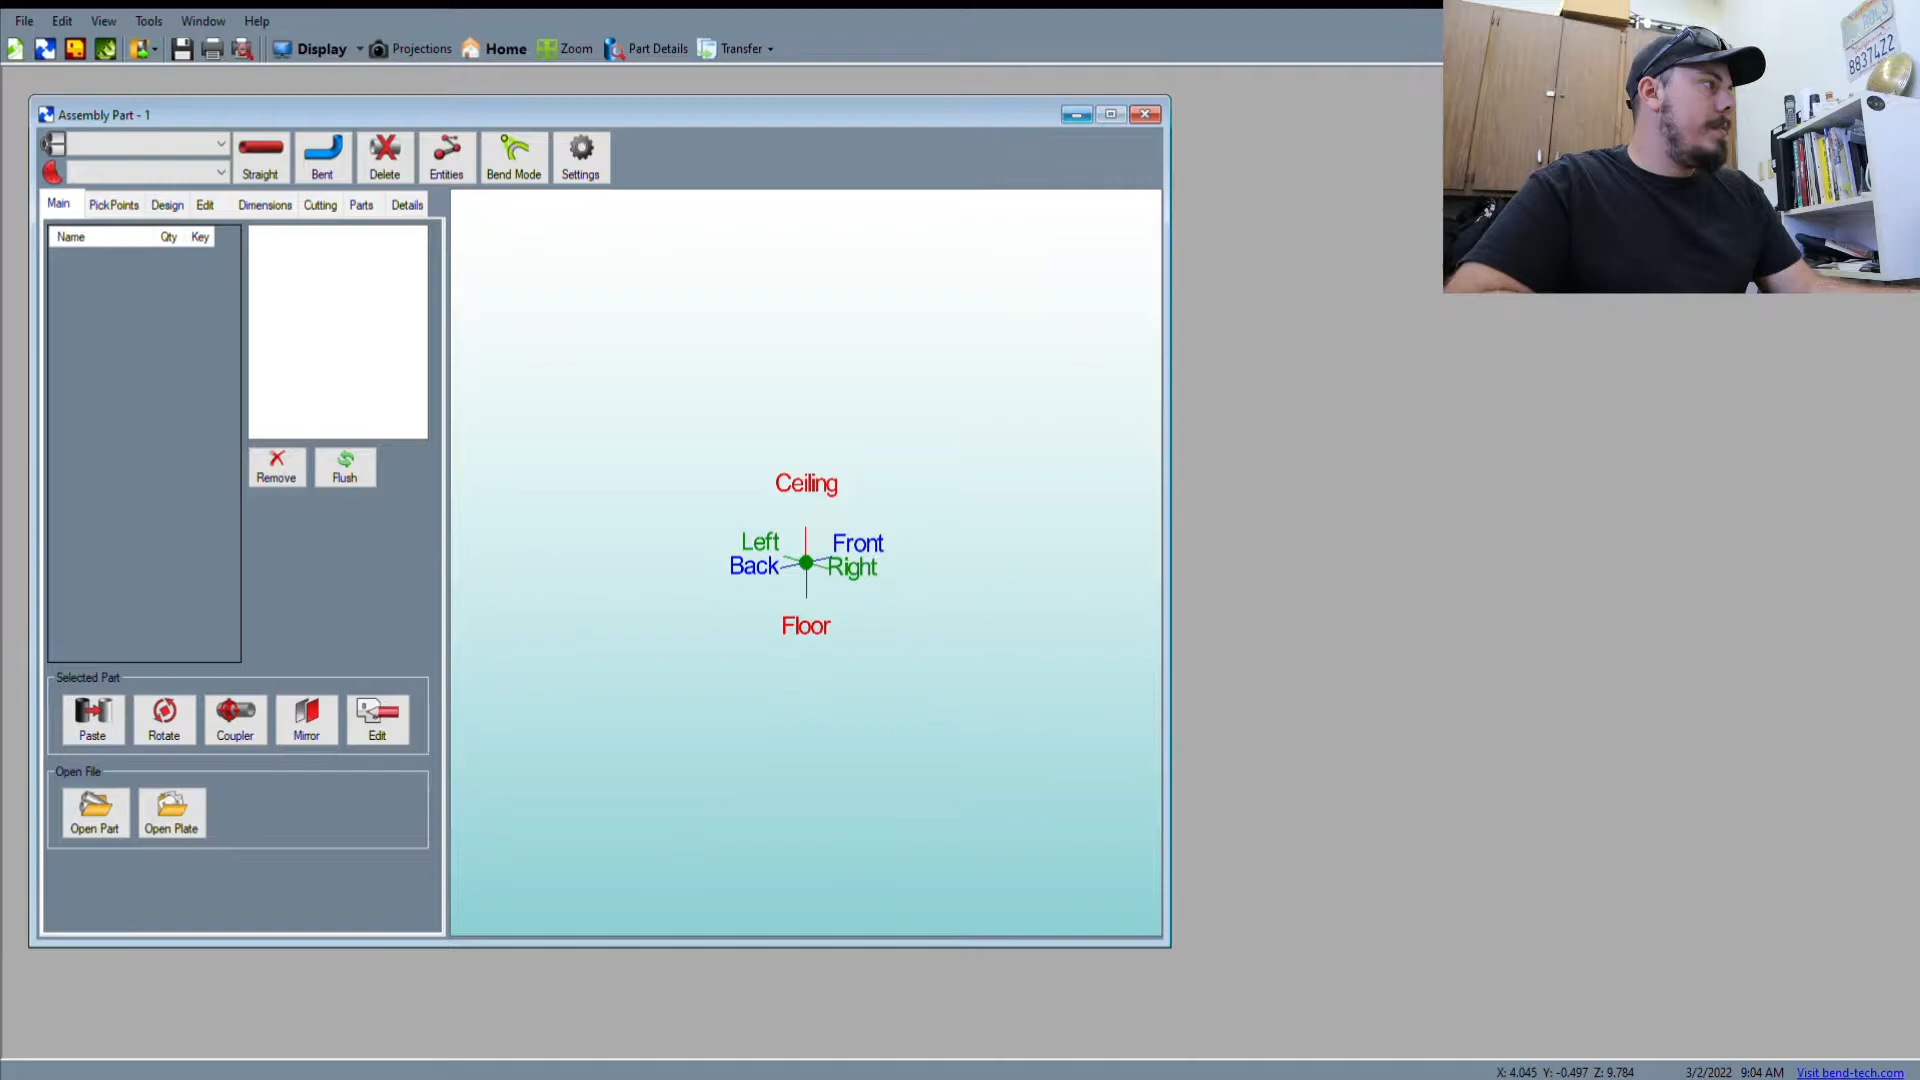 File Edit View Tools Window Help
Display Projections Home Zoom Part Details Transfer
Assembly Part - 1
Straight Bent Delete Entities Bend Mode Settings
Main PickPoints Design Edit Dimensions Cutting Parts Details
Name Qty Key
Remove Flush
Ceiling
Left Front
Back Right
Floor
Selected Part
Paste Rotate Coupler Mirror Edit
Open File
Open Part Open Plate
88374Z2
X: 4.045 Y: -0.497 Z: 9.784 3/2/2022 9:04 AM Visit bend-tech.com